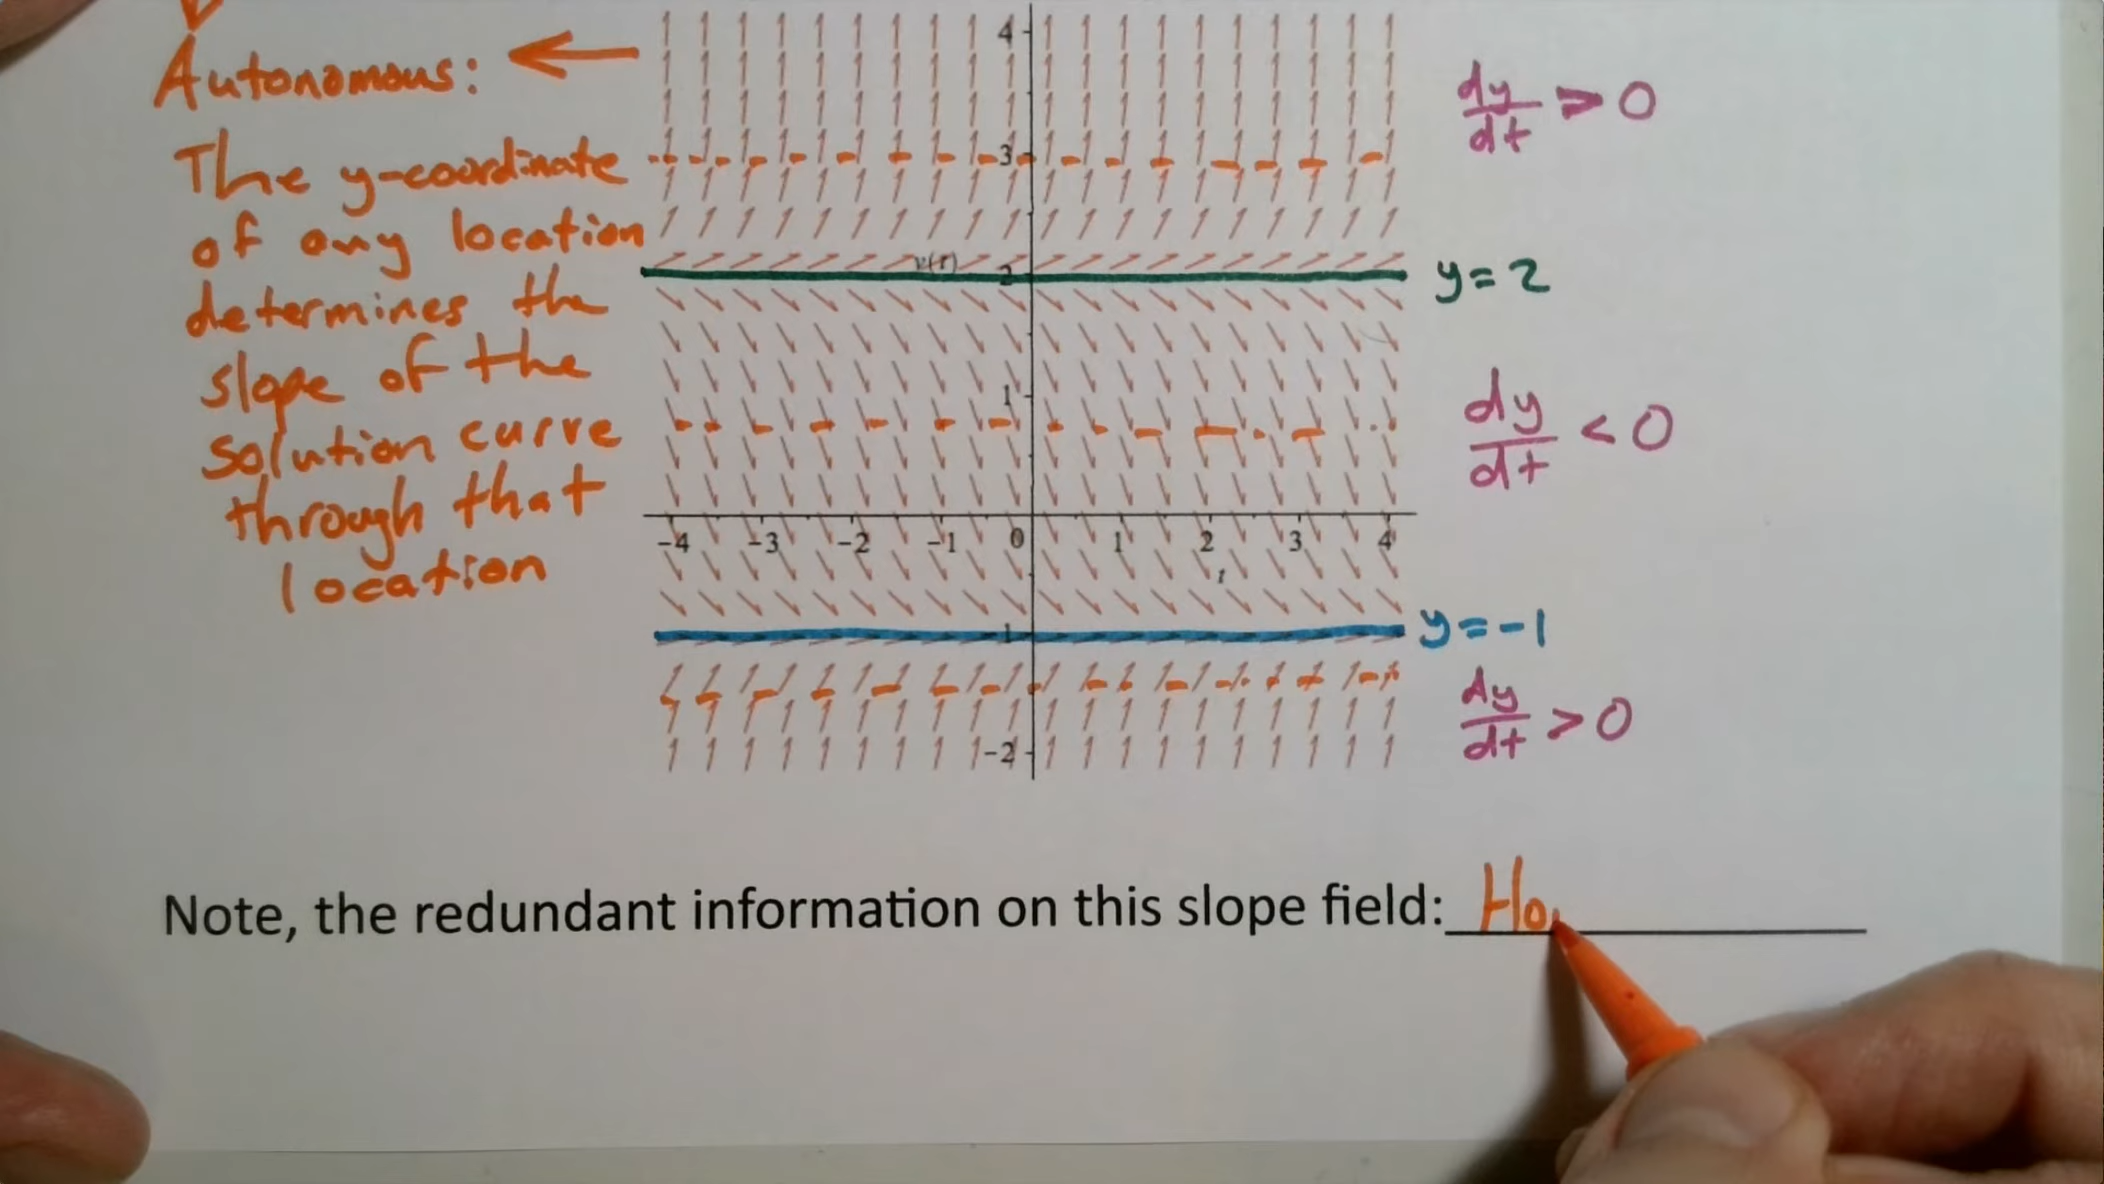 Autonomous:
The y-coordinate
of any location
determines the
slope of the
solution curve
through that
location
4
3
y(t)
2
1
-4 -3 -2 -1 0 1 2 3 4
t
-1
-2
dy/dt > 0
y = 2
dy/dt < 0
y = -1
dy/dt > 0
Note, the redundant information on this slope field: Ho